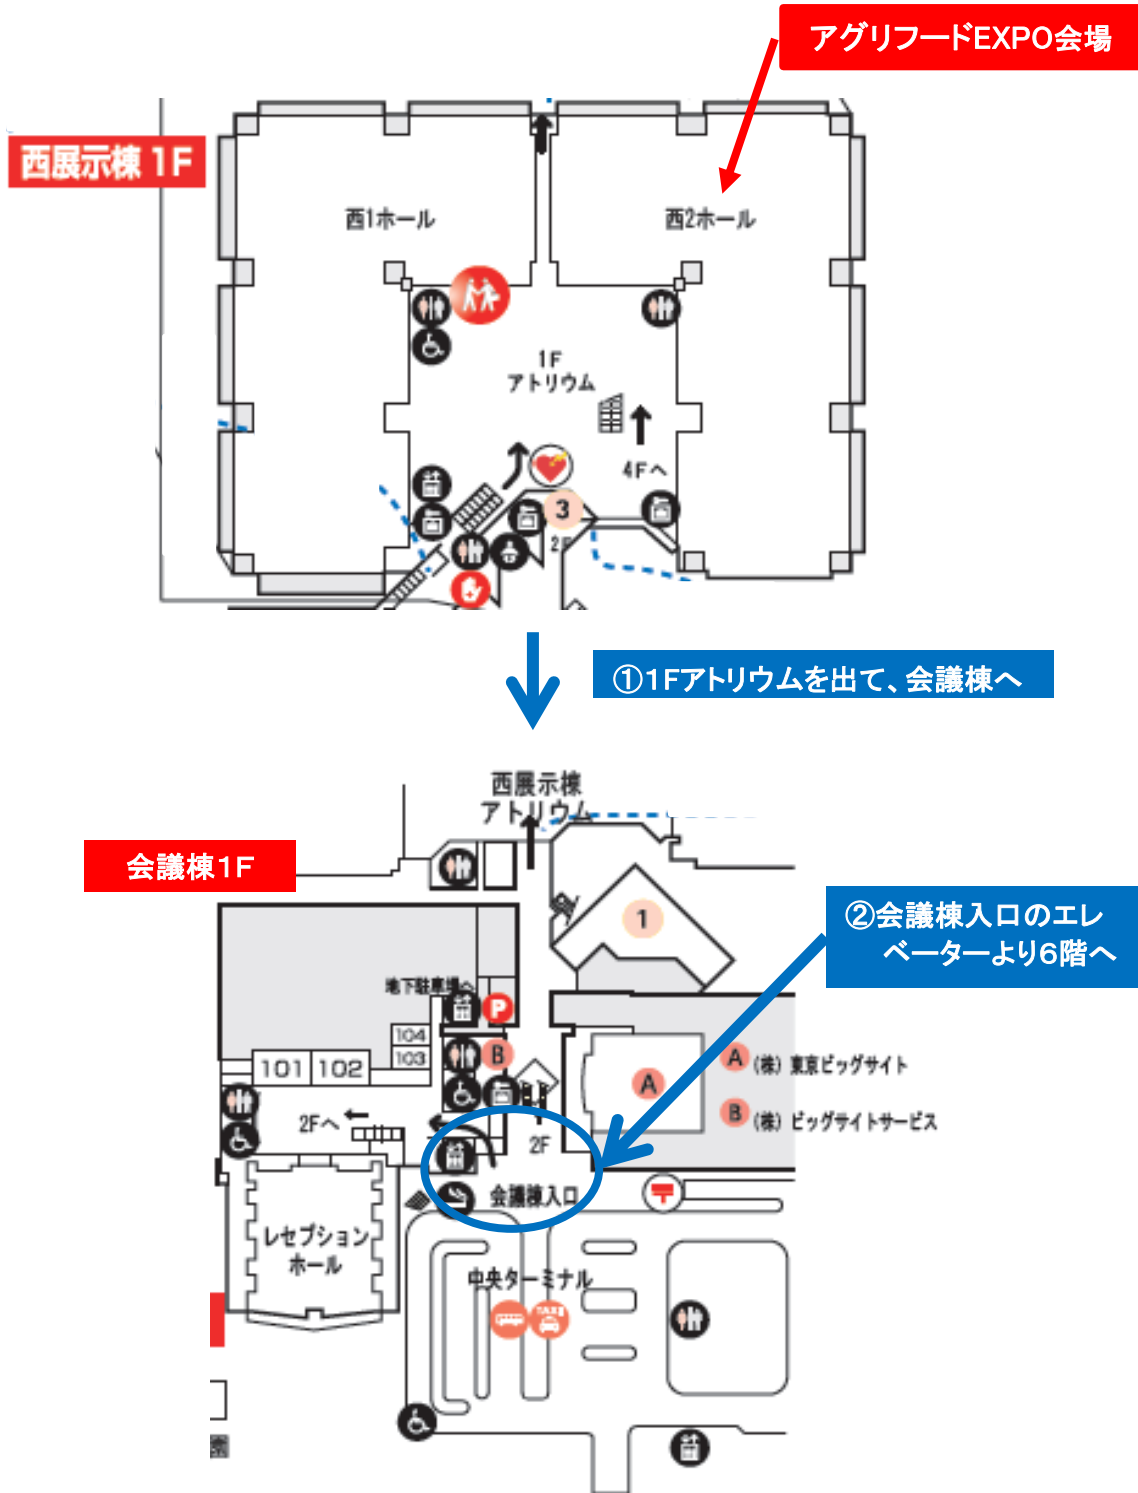 アグリフードEXPO会場
西展示棟 1F
西1ホール
西2ホール
1F
アトリウム
4Fへ
3
2F
①1Fアトリウムを出て、会議棟へ
西展示棟
アトリウム
会議棟1F
1
②会議棟入口のエレ
ベーターより6階へ
地下駐車場へ
P
104
103
B
101
102
A
A
(株) 東京ビッグサイト
B
(株) ビッグサイトサービス
2Fへ
2F
会議棟入口
レセプション
ホール
中央ターミナル
TAXI
園